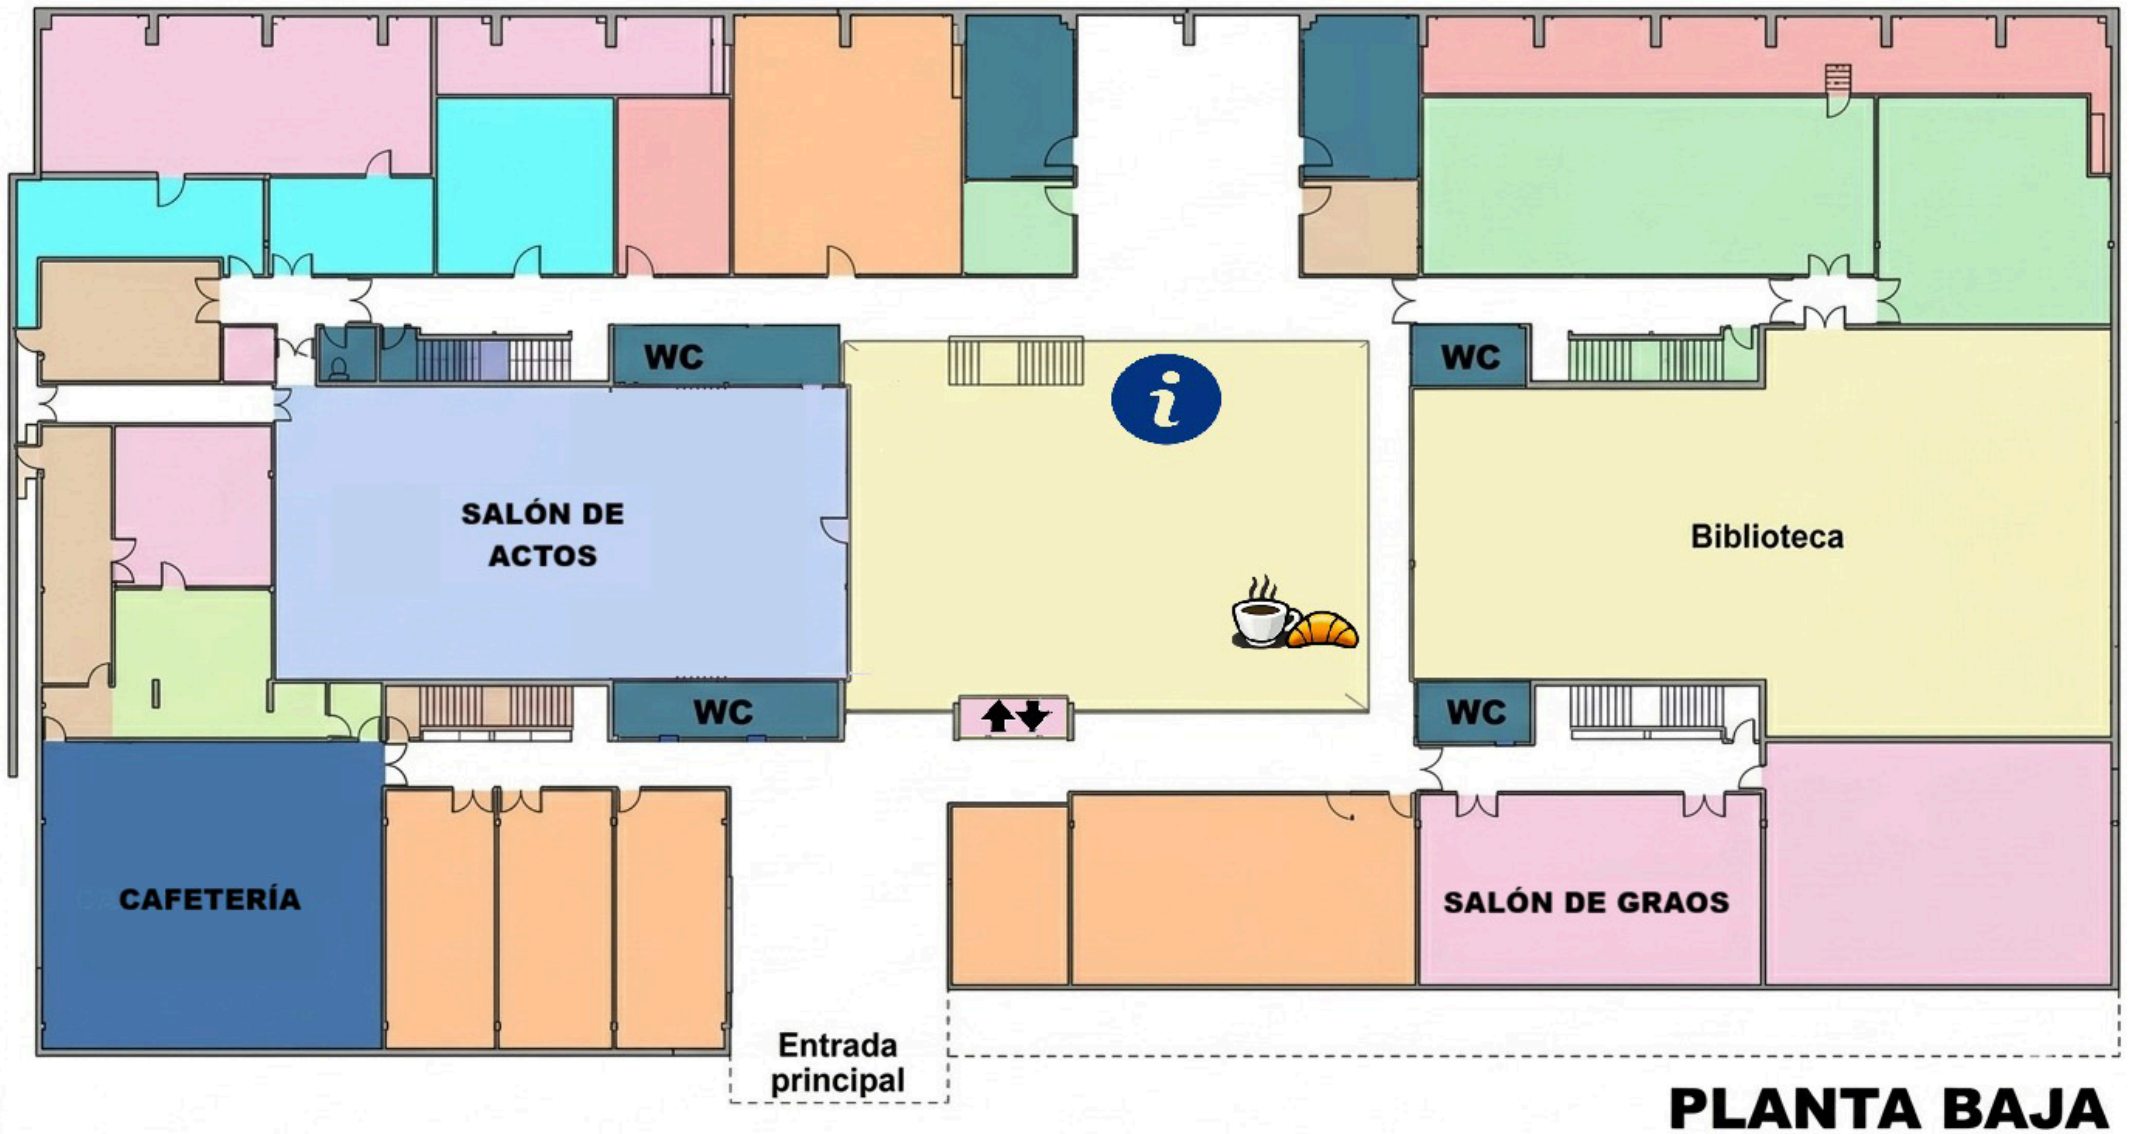 WC
WC
i
SALÓN DE
ACTOS
Biblioteca
WC
WC
CAFETERÍA
SALÓN DE GRAOS
Entrada
principal
PLANTA BAJA